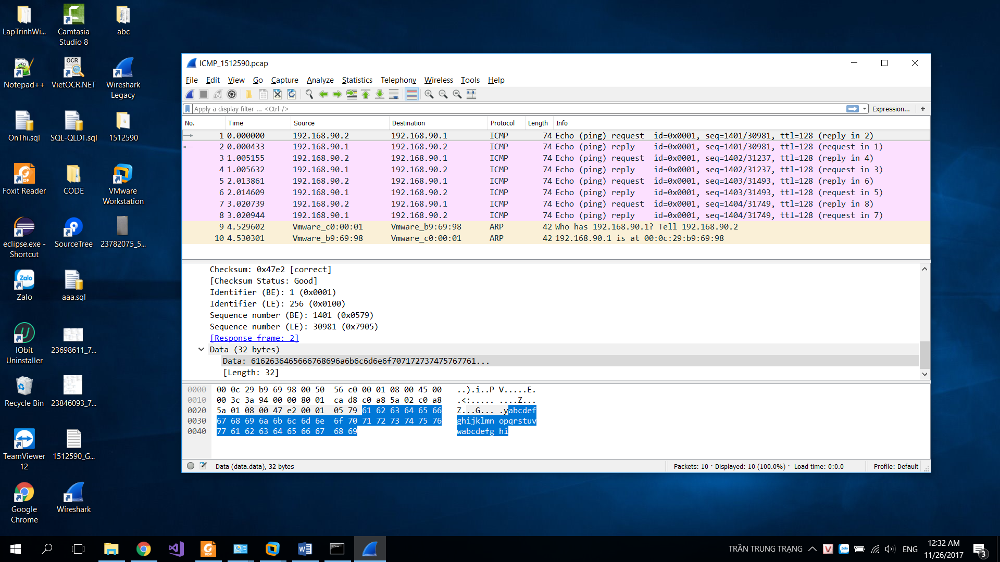 LapTrinhWi...
Camtasia
Studio 8
abc
Notepad++
VietOCR.NET
Wireshark
Legacy
OnThi.sql
SQL-QLDT.sql
1512590
Foxit Reader
CODE
VMware
Workstation
eclipse.exe -
Shortcut
SourceTree
23782075_5...
Zalo
aaa.sql
IObit
Uninstaller
23698611_7...
Recycle Bin
23846093_7...
TeamViewer
12
1512590_G...
Google
Chrome
Wireshark
ICMP_1512590.pcap
File Edit View Go Capture Analyze Statistics Telephony Wireless Tools Help
Apply a display filter ... <Ctrl-/> Expression... +
No. Time Source Destination Protocol Length Info
1 0.000000 192.168.90.2 192.168.90.1 ICMP 74 Echo (ping) request id=0x0001, seq=1401/30981, ttl=128 (reply in 2)
2 0.000433 192.168.90.1 192.168.90.2 ICMP 74 Echo (ping) reply id=0x0001, seq=1401/30981, ttl=128 (request in 1)
3 1.005155 192.168.90.2 192.168.90.1 ICMP 74 Echo (ping) request id=0x0001, seq=1402/31237, ttl=128 (reply in 4)
4 1.005632 192.168.90.1 192.168.90.2 ICMP 74 Echo (ping) reply id=0x0001, seq=1402/31237, ttl=128 (request in 3)
5 2.013861 192.168.90.2 192.168.90.1 ICMP 74 Echo (ping) request id=0x0001, seq=1403/31493, ttl=128 (reply in 6)
6 2.014609 192.168.90.1 192.168.90.2 ICMP 74 Echo (ping) reply id=0x0001, seq=1403/31493, ttl=128 (request in 5)
7 3.020739 192.168.90.2 192.168.90.1 ICMP 74 Echo (ping) request id=0x0001, seq=1404/31749, ttl=128 (reply in 8)
8 3.020944 192.168.90.1 192.168.90.2 ICMP 74 Echo (ping) reply id=0x0001, seq=1404/31749, ttl=128 (request in 7)
9 4.529602 Vmware_c0:00:01 Vmware_b9:69:98 ARP 42 Who has 192.168.90.1? Tell 192.168.90.2
10 4.530301 Vmware_b9:69:98 Vmware_c0:00:01 ARP 42 192.168.90.1 is at 00:0c:29:b9:69:98
Checksum: 0x47e2 [correct]
[Checksum Status: Good]
Identifier (BE): 1 (0x0001)
Identifier (LE): 256 (0x0100)
Sequence number (BE): 1401 (0x0579)
Sequence number (LE): 30981 (0x7905)
[Response frame: 2]
Data (32 bytes)
Data: 6162636465666768696a6b6c6d6e6f707172737475767761...
[Length: 32]
0000 00 0c 29 b9 69 98 00 50 56 c0 00 01 08 00 45 00 ..).i..P V.....E.
0010 00 3c 3a 94 00 00 80 01 ca d8 c0 a8 5a 02 c0 a8 .<:..... ....Z...
0020 5a 01 08 00 47 e2 00 01 05 79 61 62 63 64 65 66 Z...G... .yabcdef
0030 67 68 69 6a 6b 6c 6d 6e 6f 70 71 72 73 74 75 76 ghijklmn opqrstuv
0040 77 61 62 63 64 65 66 67 68 69 wabcdefg hi
Data (data.data), 32 bytes Packets: 10 · Displayed: 10 (100.0%) · Load time: 0:0.0 Profile: Default
TRẦN TRUNG TRẠNG ENG 12:32 AM
11/26/2017
3